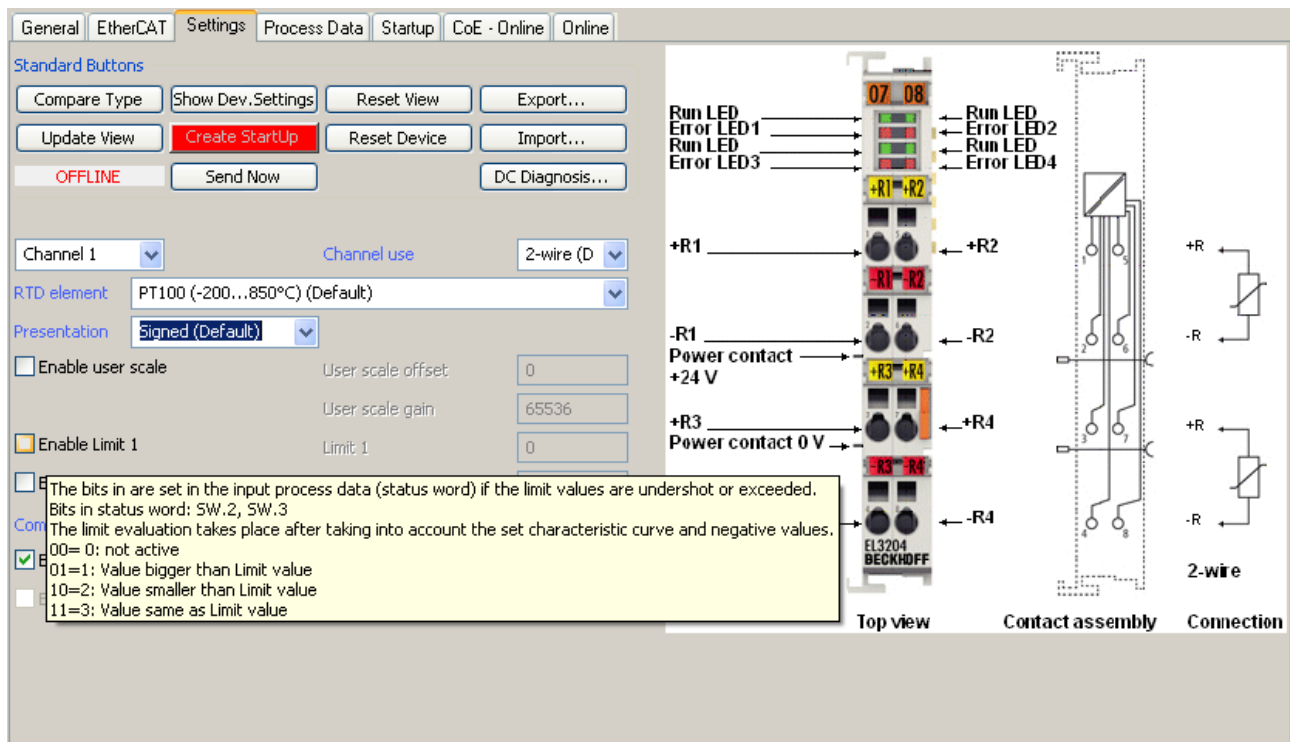 General EtherCAT Settings Process Data Startup CoE - Online Online
Standard Buttons
Compare Type Show Dev.Settings Reset View Export...
Update View Create StartUp Reset Device Import...
OFFLINE Send Now DC Diagnosis...
Channel 1 Channel use 2-wire (D
RTD element PT100 (-200...850°C) (Default)
Presentation Signed (Default)
Enable user scale User scale offset 0
User scale gain 65536
Enable Limit 1 Limit 1 0
The bits in are set in the input process data (status word) if the limit values are undershot or exceeded.
Bits in status word: SW.2, SW.3
The limit evaluation takes place after taking into account the set characteristic curve and negative values.
00= 0: not active
01=1: Value bigger than Limit value
10=2: Value smaller than Limit value
11=3: Value same as Limit value
07 08
Run LED Run LED
Error LED1 Error LED2
Run LED Run LED
Error LED3 Error LED4
+R1 +R2
+R1 +R2
-R1 -R2
-R1 -R2
Power contact
+24 V
+R3 +R4
+R3 +R4
Power contact 0 V
-R3 -R4
-R4
EL3204
BECKHOFF
Top view
1 5
2 6
3 7
4 8
Contact assembly
+R
-R
+R
-R
2-wire
Connection